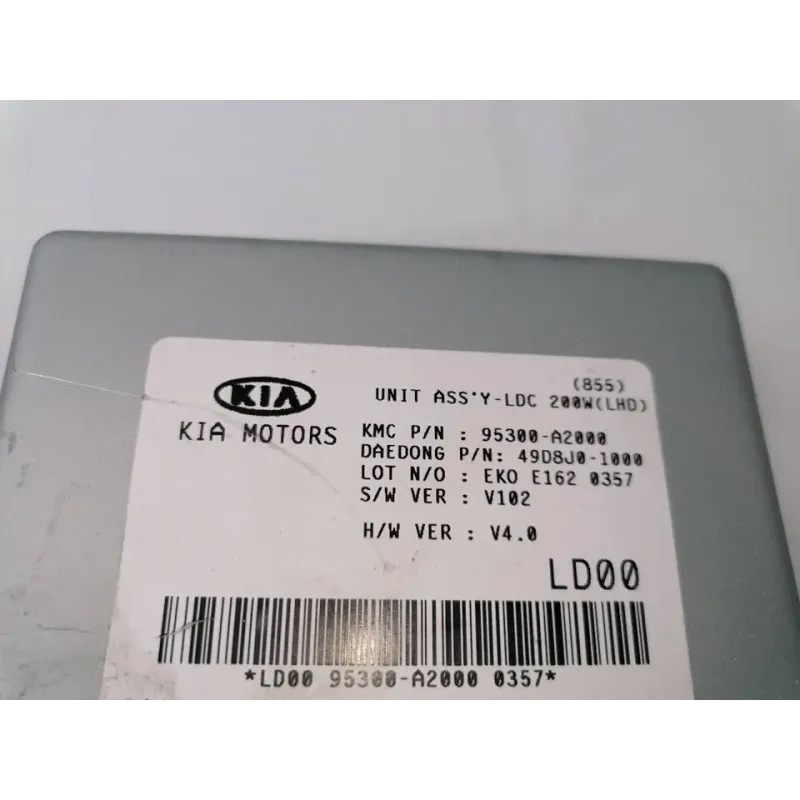 (855)
KIA
UNIT ASS'Y-LDC 200W(LHD)
KIA MOTORS
KMC P/N : 95300-A2000
DAEDONG P/N: 49D8J0-1000
LOT N/O : EKO E162 0357
S/W VER : V102
H/W VER : V4.0
LD00
*LD00 95300-A2000 0357*